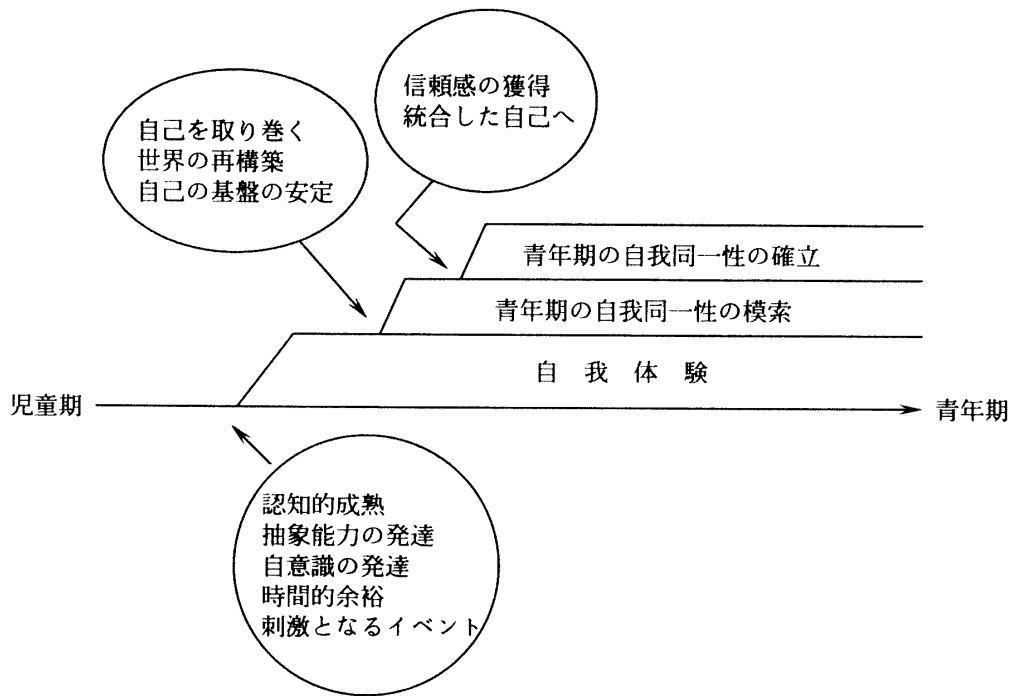 信頼感の獲得
統合した自己へ
自己を取り巻く
世界の再構築
自己の基盤の安定
青年期の自我同一性の確立
青年期の自我同一性の模索
自我体験
児童期
青年期
認知的成熟
抽象能力の発達
自意識の発達
時間的余裕
刺激となるイベント